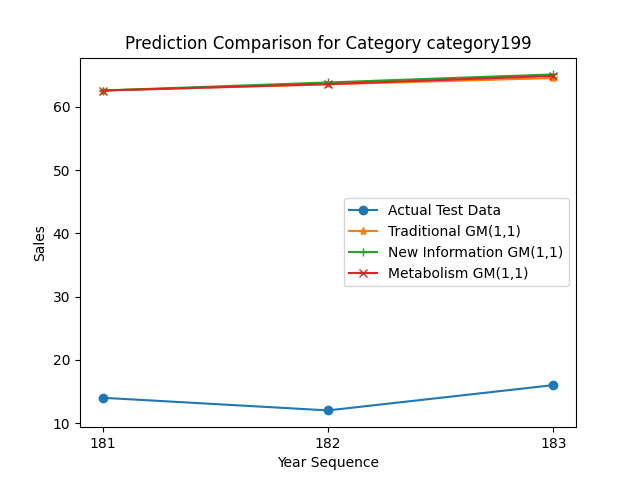 Prediction Comparison for Category category199
60
50
40
30
20
10
Sales
Actual Test Data
Traditional GM(1,1)
New Information GM(1,1)
Metabolism GM(1,1)
181
182
183
Year Sequence